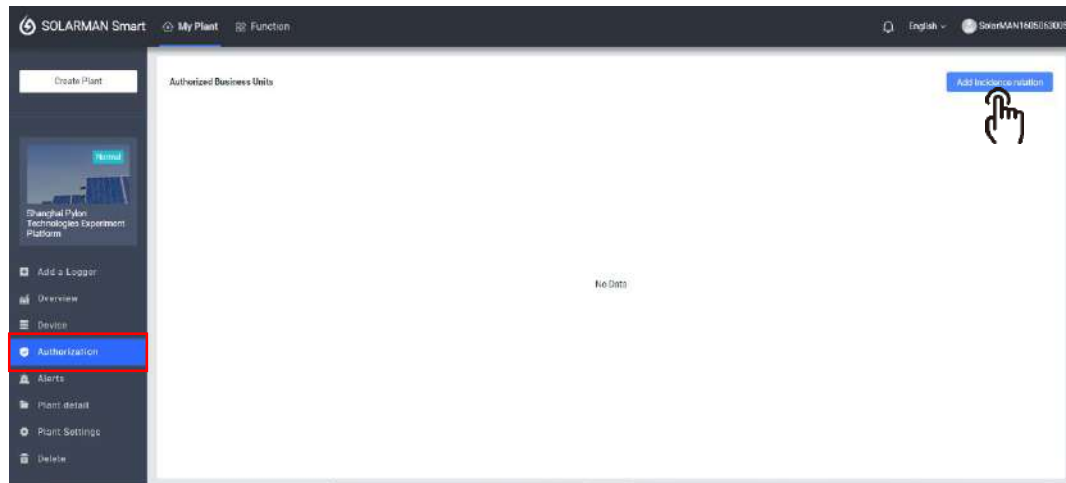 SOLARMAN Smart
My Plant
Function
English
SolarMAN1605063005
Create Plant
Authorized Business Units
Add incidence relation
Normal
Shanghai Pylon
Technologies Experiment
Platform
Add a Logger
Overview
No Data
Device
Authorization
Alerts
Plant detail
Plant Settings
Delete